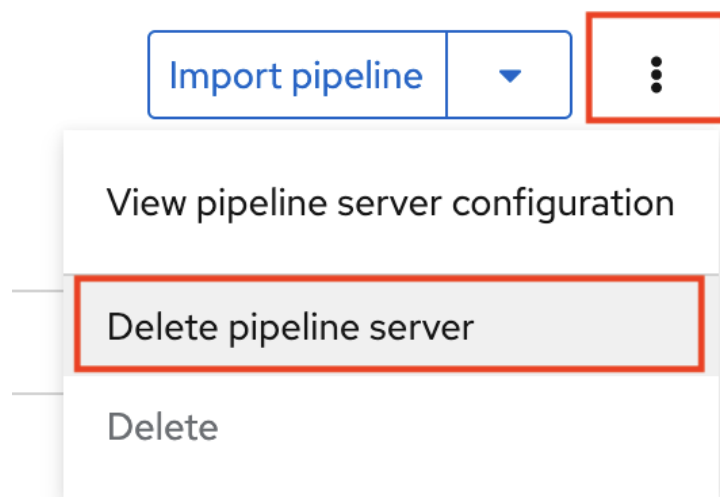 Import pipeline
View pipeline server configuration
Delete pipeline server
Delete